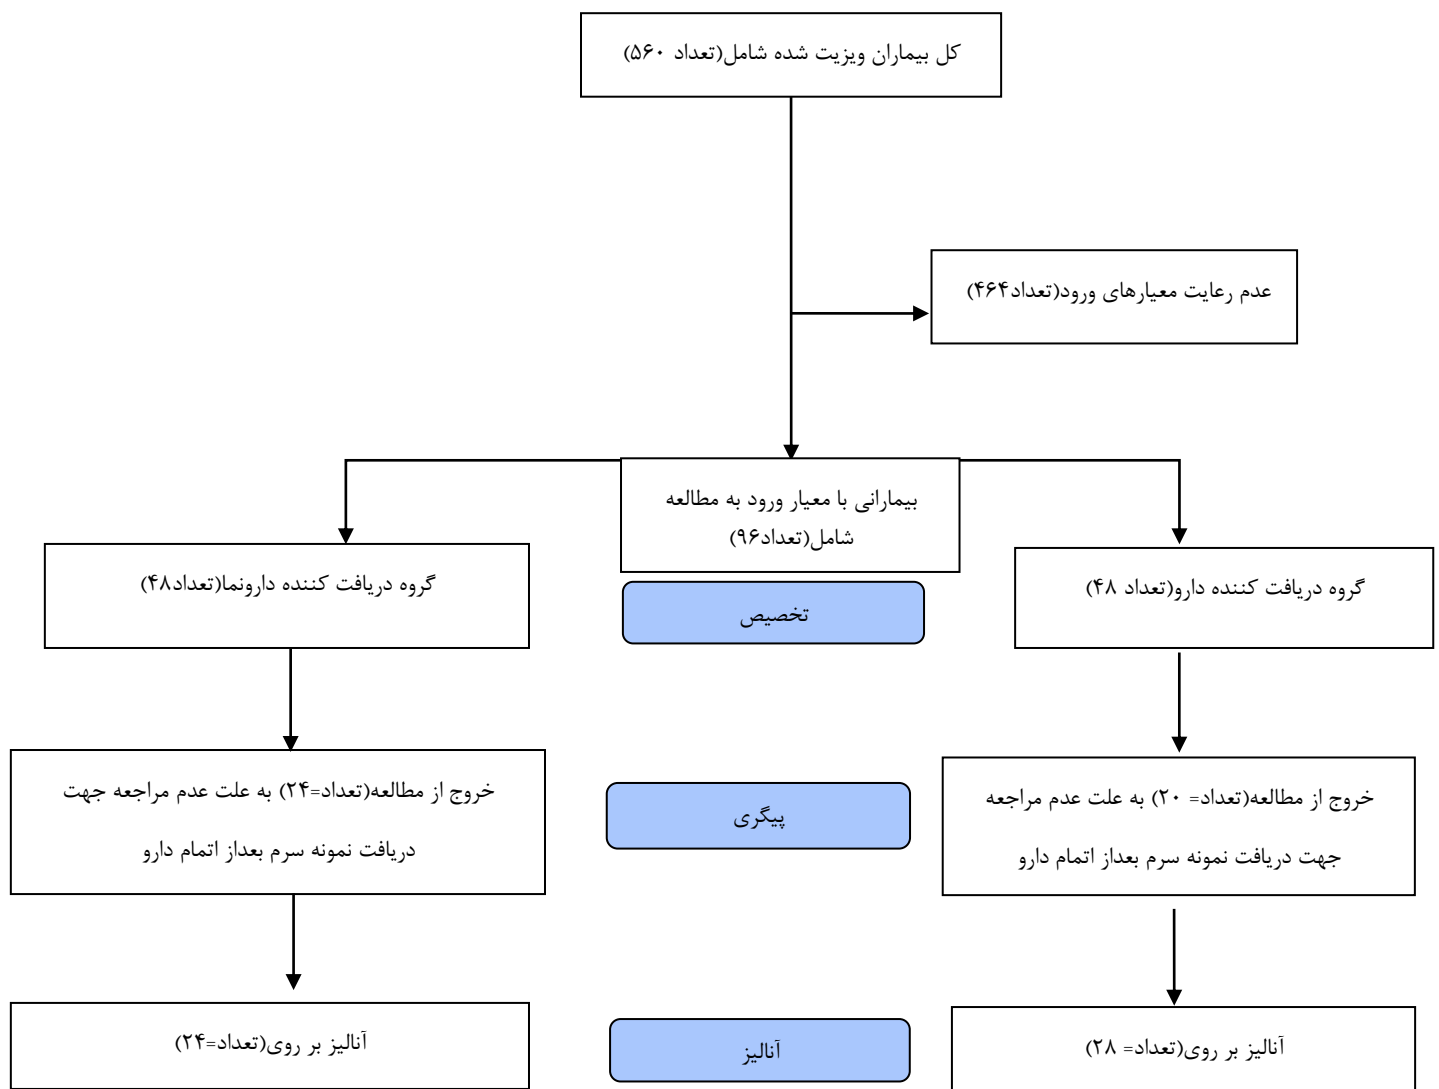 کل بیماران ویزیت شده شامل(تعداد ۵۶۰)
عدم رعایت معیارهای ورود(تعداد۴۶۴)
بیمارانی با معیار ورود به مطالعه
شامل(تعداد۹۶)
گروه دریافت کننده دارو(تعداد ۴۸)
تخصیص
گروه دریافت کننده دارونما(تعداد۴۸)
خروج از مطالعه(تعداد= ۲۰) به علت عدم مراجعه
جهت دریافت نمونه سرم بعداز اتمام دارو
پیگری
خروج از مطالعه(تعداد=۲۴) به علت عدم مراجعه جهت
دریافت نمونه سرم بعداز اتمام دارو
آنالیز بر روی(تعداد= ۲۸)
آنالیز
آنالیز بر روی(تعداد=۲۴)